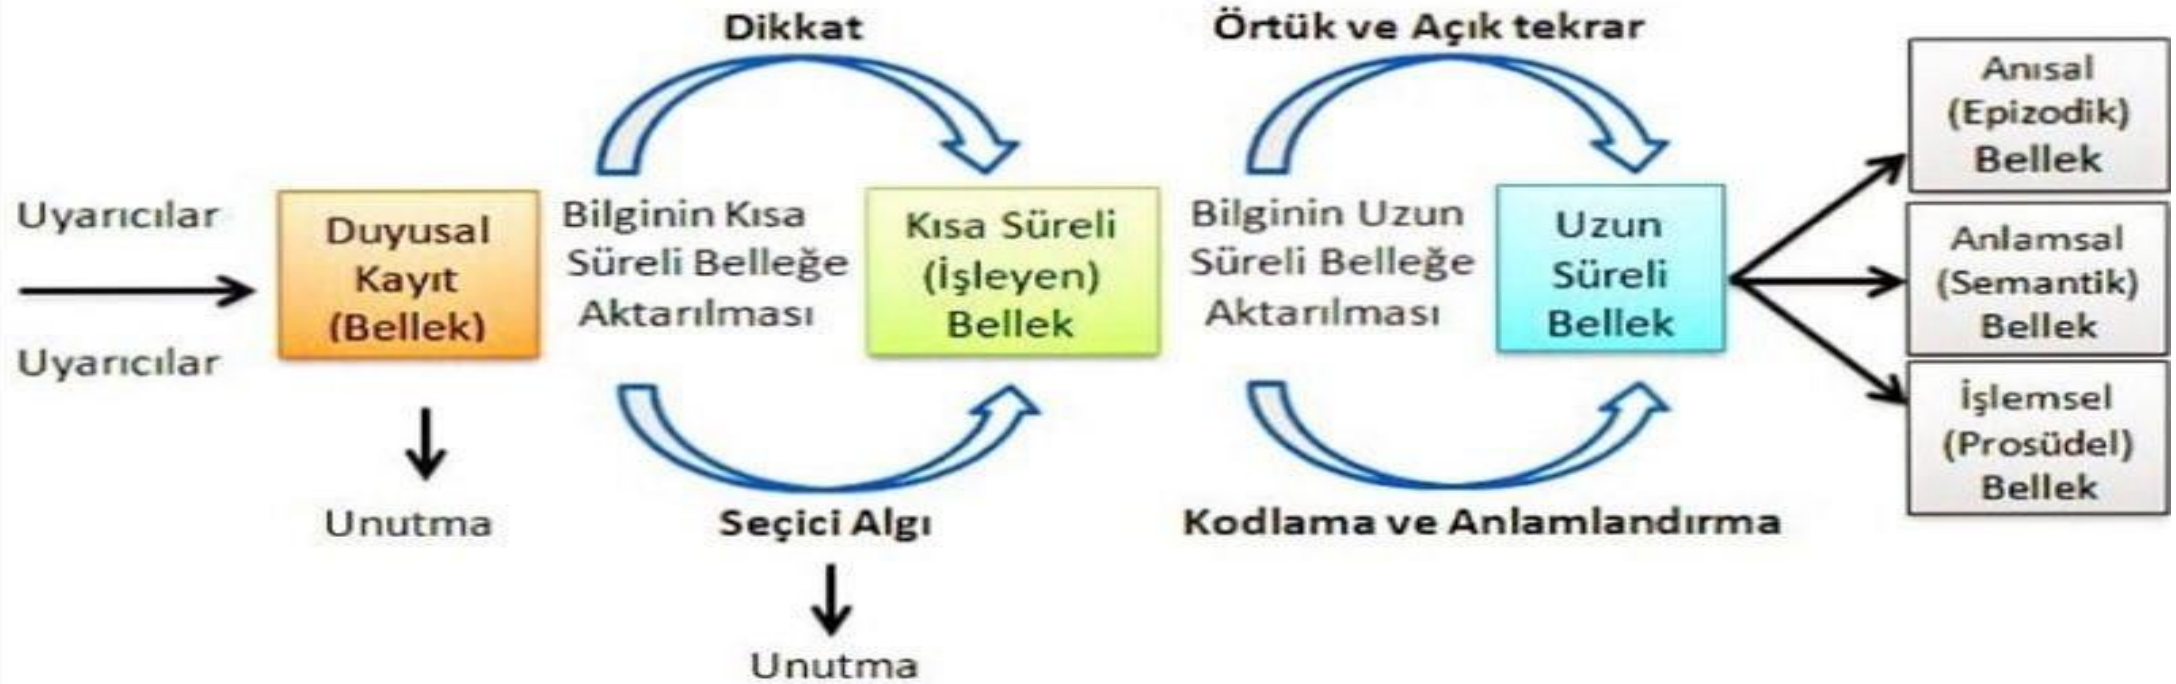 Dikkat
Örtük ve Açık tekrar
Uyarıcılar
Uyarıcılar
Duyusal
Kayıt
(Bellek)
Unutma
Bilginin Kısa
Süreli Belleğe
Aktarılması
Seçici Algı
Unutma
Kısa Süreli
(İşleyen)
Bellek
Bilginin Uzun
Süreli Belleğe
Aktarılması
Kodlama ve Anlamlandırma
Uzun
Süreli
Bellek
Anısal
(Epizodik)
Bellek
Anlamsal
(Semantik)
Bellek
İşlemsel
(Prosüdel)
Bellek